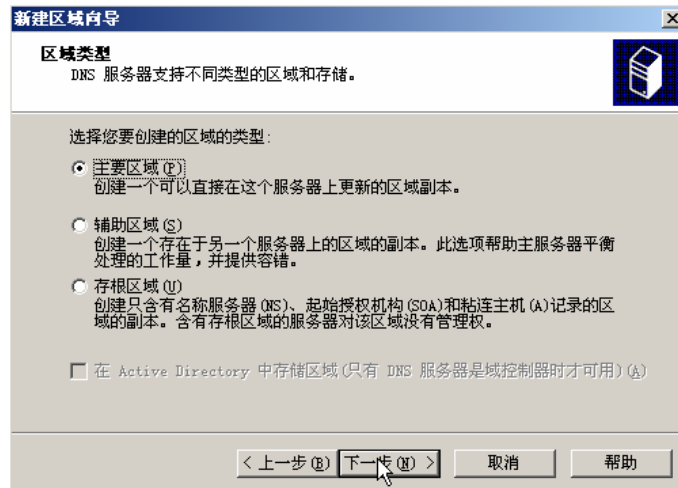 新建区域向导
区域类型
DNS 服务器支持不同类型的区域和存储。
选择您要创建的区域的类型:
主要区域(P)
创建一个可以直接在这个服务器上更新的区域副本。
辅助区域(S)
创建一个存在于另一个服务器上的区域的副本。此选项帮助主服务器平衡
处理的工作量，并提供容错。
存根区域(U)
创建只含有名称服务器(NS)、起始授权机构(SOA)和粘连主机(A)记录的区
域的副本。含有存根区域的服务器对该区域没有管理权。
在 Active Directory 中存储区域(只有 DNS 服务器是域控制器时才可用)(A)
< 上一步(B) 下一步(N) > 取消 帮助